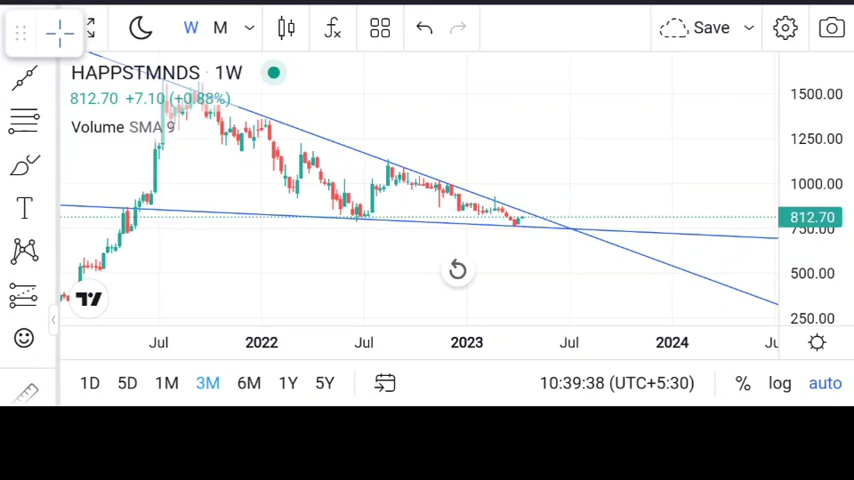 W M Save
HAPPSTMNDS · 1W
812.70 +7.10 (+0.88%)
Volume SMA 9
1500.00
1250.00
1000.00
812.70
750.00
500.00
250.00
Jul 2022 Jul 2023 Jul 2024 Ju
1D 5D 1M 3M 6M 1Y 5Y 10:39:38 (UTC+5:30) % log auto